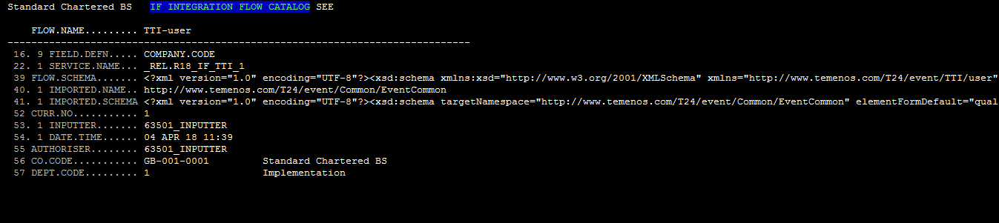 Standard Chartered BS   IF INTEGRATION FLOW CATALOG SEE
FLOW.NAME......... TTI-user
------------------------------------------------------------------------------
16. 9 FIELD.DEFN..... COMPANY.CODE
22. 1 SERVICE.NAME... _REL.R18_IF_TTI_1
39 FLOW.SCHEMA....... <?xml version="1.0" encoding="UTF-8"?><xsd:schema xmlns:xsd="http://www.w3.org/2001/XMLSchema" xmlns="http://www.temenos.com/T24/event/TTI/user"
40. 1 IMPORTED.NAME.. http://www.temenos.com/T24/event/Common/EventCommon
41. 1 IMPORTED.SCHEMA <?xml version="1.0" encoding="UTF-8"?><xsd:schema targetNamespace="http://www.temenos.com/T24/event/Common/EventCommon" elementFormDefault="qual
52 CURR.NO........... 1
53. 1 INPUTTER....... 63501_INPUTTER
54. 1 DATE.TIME...... 04 APR 18 11:39
55 AUTHORISER........ 63501_INPUTTER
56 CO.CODE........... GB-001-0001         Standard Chartered BS
57 DEPT.CODE......... 1                   Implementation